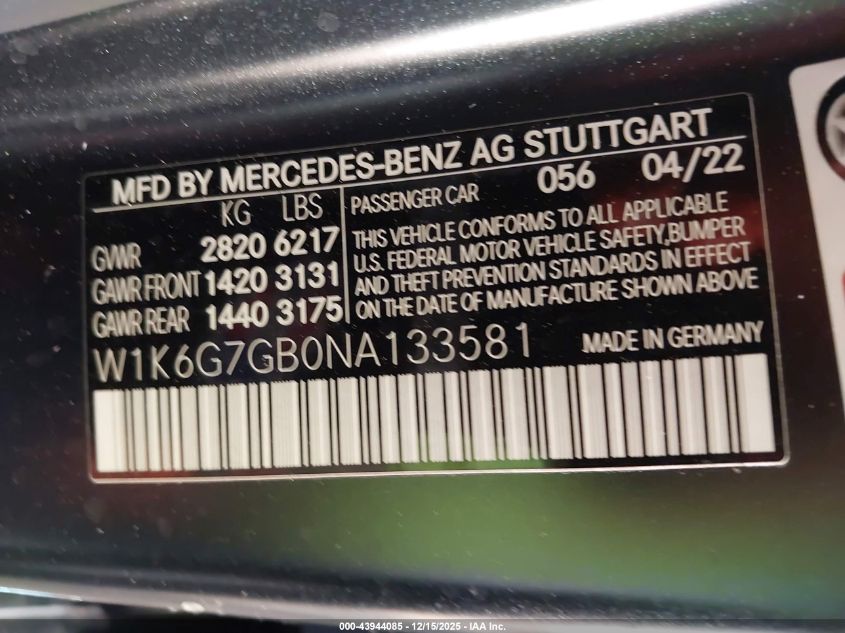 MFD BY MERCEDES-BENZ AG STUTTGART
KG LBS
GVWR 2820 6217
GAWR FRONT 1420 3131
GAWR REAR 1440 3175
PASSENGER CAR 056 04/22
THIS VEHICLE CONFORMS TO ALL APPLICABLE
U.S. FEDERAL MOTOR VEHICLE SAFETY,BUMPER
AND THEFT PREVENTION STANDARDS IN EFFECT
ON THE DATE OF MANUFACTURE SHOWN ABOVE
W1K6G7GB0NA133581 MADE IN GERMANY
000-43944085 - 12/15/2025 - IAA Inc.